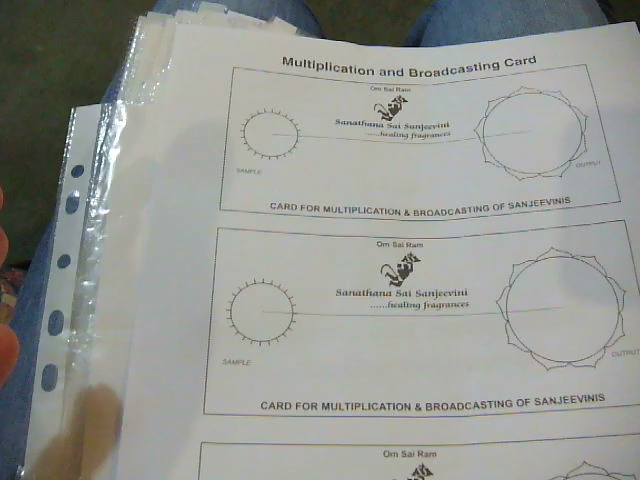 Multiplication and Broadcasting Card
Om Sai Ram
Sanathana Sai Sanjeevini
......healing fragrances
SAMPLE
OUTPUT
CARD FOR MULTIPLICATION & BROADCASTING OF SANJEEVINIS
Om Sai Ram
Sanathana Sai Sanjeevini
......healing fragrances
SAMPLE
OUTPUT
CARD FOR MULTIPLICATION & BROADCASTING OF SANJEEVINIS
Om Sai Ram